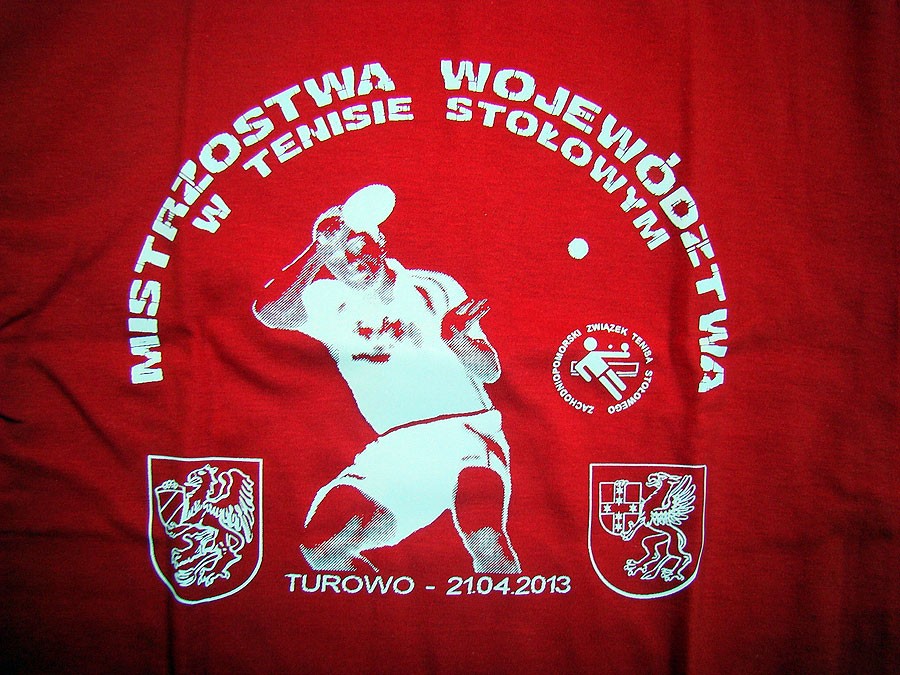 MISTRZOSTWA WOJEWÓDZTWA
W TENISIE STOŁOWYM
ZACHODNIOPOMORSKI ZWIĄZEK TENISA STOŁOWEGO
TUROWO - 21.04.2013